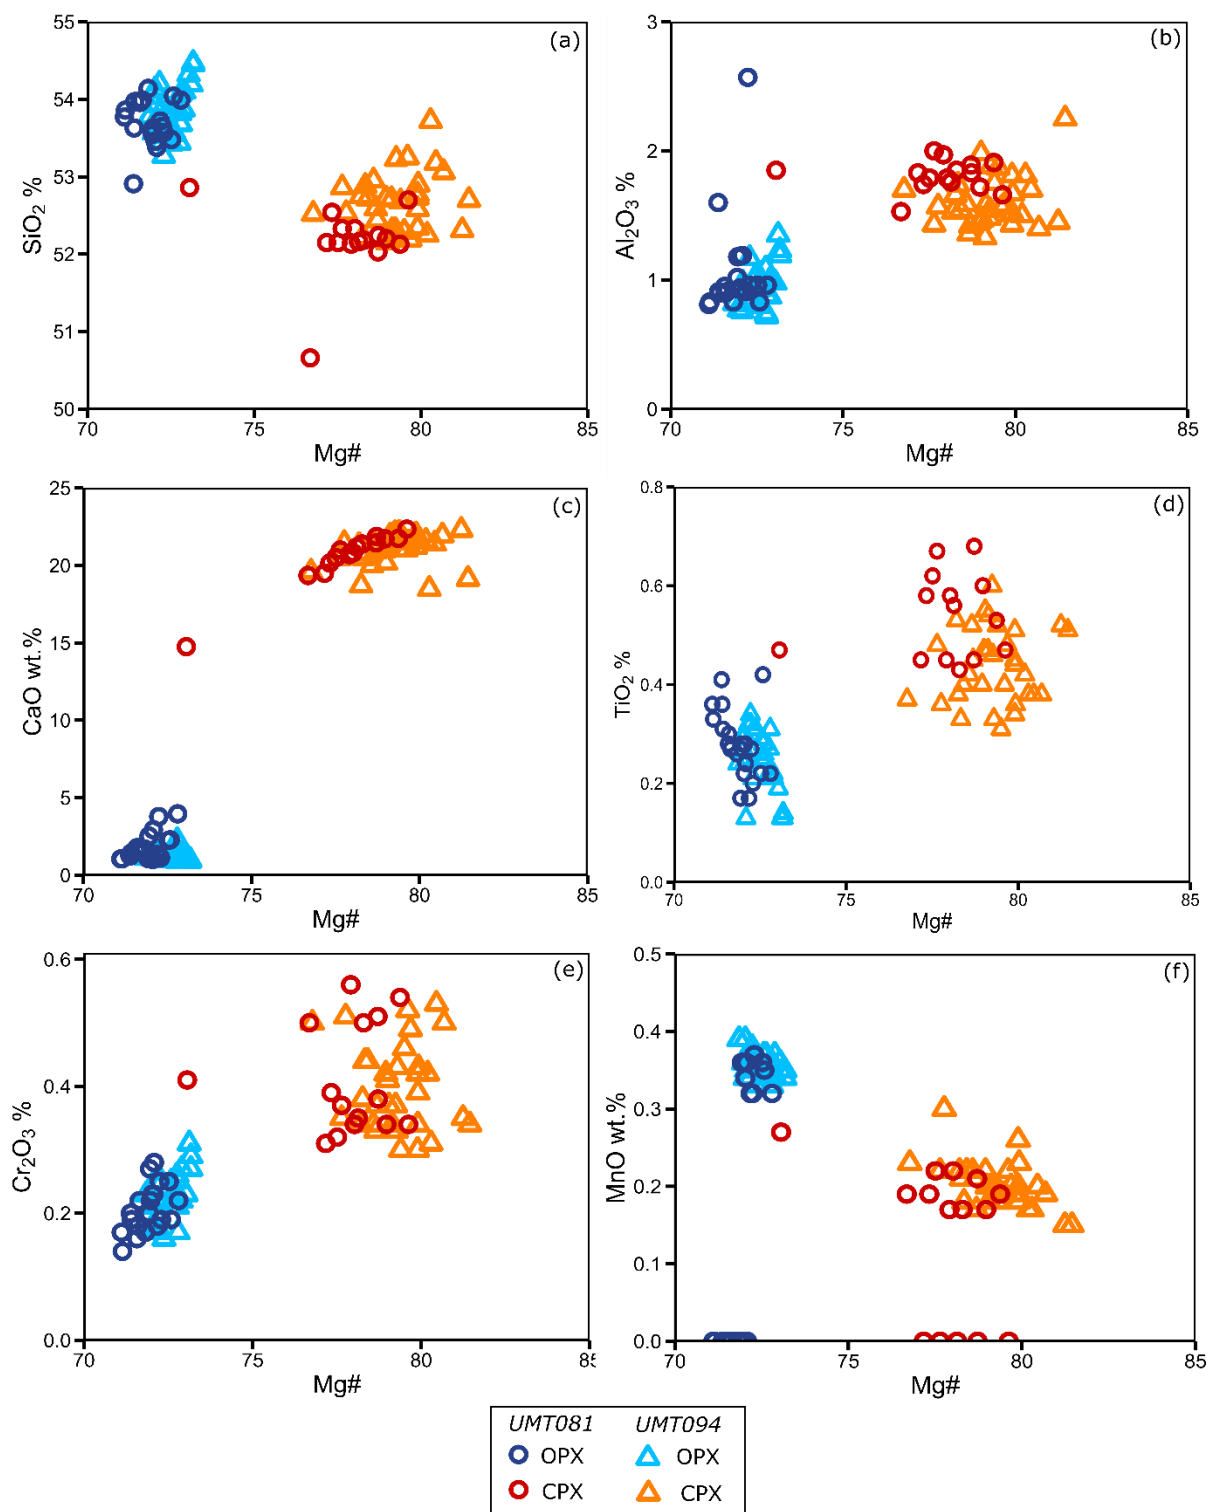 (a)
55
54
53
52
51
50
SiO2 %
70 75 80 85
Mg#
(b)
3
2
1
0
Al2O3 %
70 75 80 85
Mg#
(c)
25
20
15
10
5
0
CaO wt.%
70 75 80 85
Mg#
(d)
0.8
0.6
0.4
0.2
0.0
TiO2 %
70 75 80 85
Mg#
(e)
0.6
0.4
0.2
0.0
Cr2O3 %
70 75 80 85
Mg#
(f)
0.5
0.4
0.3
0.2
0.1
0.0
MnO wt.%
70 75 80 85
Mg#
UMT081 UMT094
OPX OPX
CPX CPX